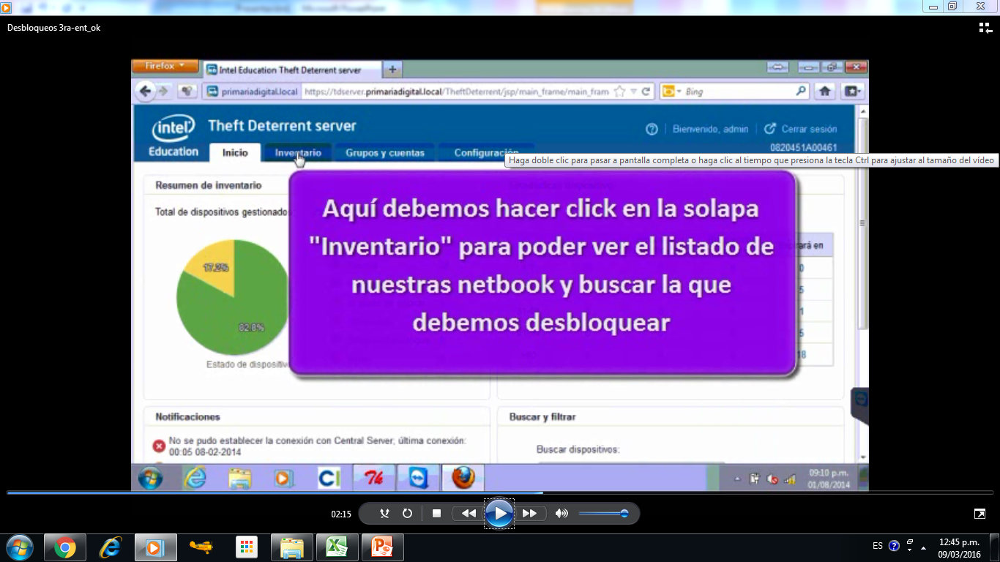 Microsoft PowerPoint
Desbloqueos 3ra-ent_ok
Firefox
Intel Education Theft Deterrent server
primariadigital.local
https://tdserver.primariadigital.local/TheftDeterrent/jsp/main_frame/main_fram
Bing
intel
Education
Theft Deterrent server
Bienvenido, admin
Cerrar sesión
0820451A00461
Inicio
Inventario
Grupos y cuentas
Configuración
Haga doble clic para pasar a pantalla completa o haga clic al tiempo que presiona la tecla Ctrl para ajustar al tamaño del vídeo
Resumen de inventario
Total de dispositivos gestionado
17.2%
82.8%
Estado de dispositiv
Aquí debemos hacer click en la solapa
"Inventario" para poder ver el listado de
nuestras netbook y buscar la que
debemos desbloquear
ará en
0
5
1
5
18
Notificaciones
No se pudo establecer la conexión con Central Server; última conexión:
00:05 08-02-2014
Buscar y filtrar
Buscar dispositivos:
CI
76
09:10 p.m.
01/08/2014
02:15
ES
12:45 p.m.
09/03/2016